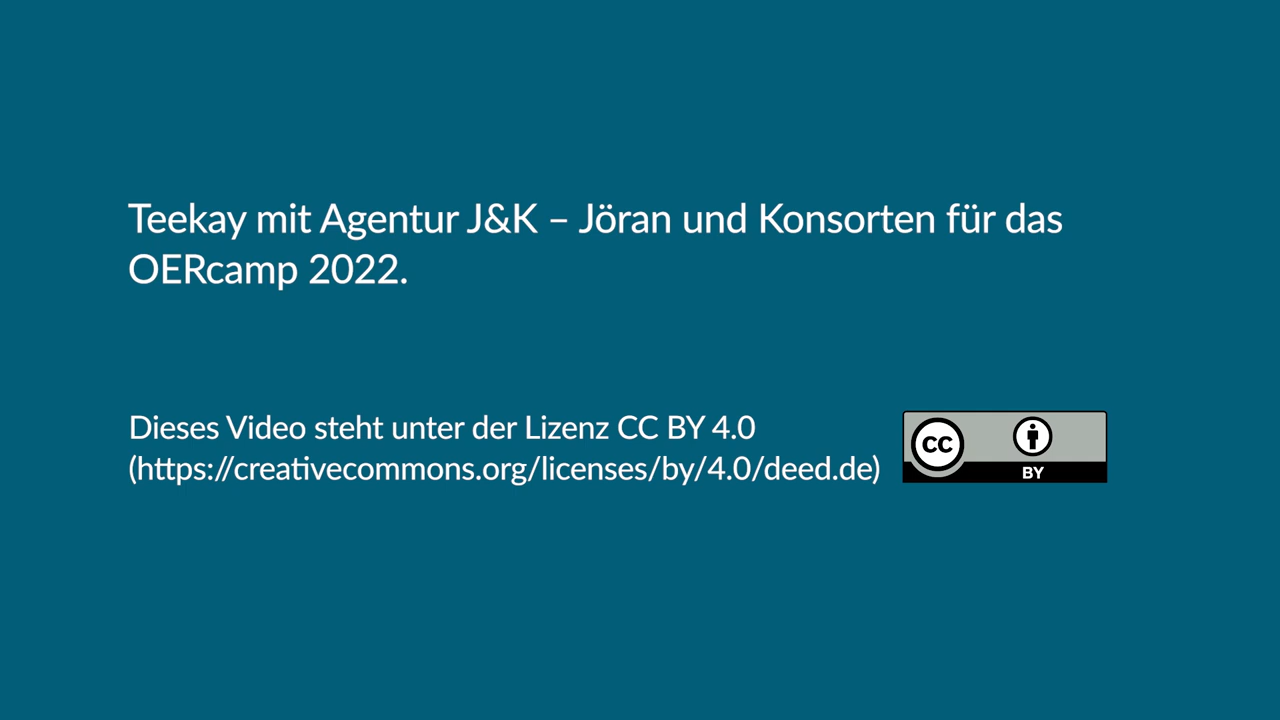 Teekay mit Agentur J&K – Jöran und Konsorten für das
OERcamp 2022.
Dieses Video steht unter der Lizenz CC BY 4.0
(https://creativecommons.org/licenses/by/4.0/deed.de)
CC
BY